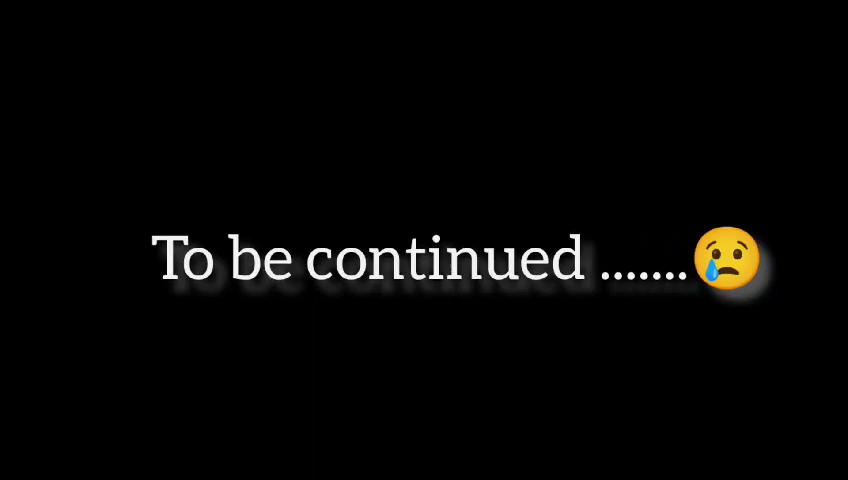 To be continued .......😢